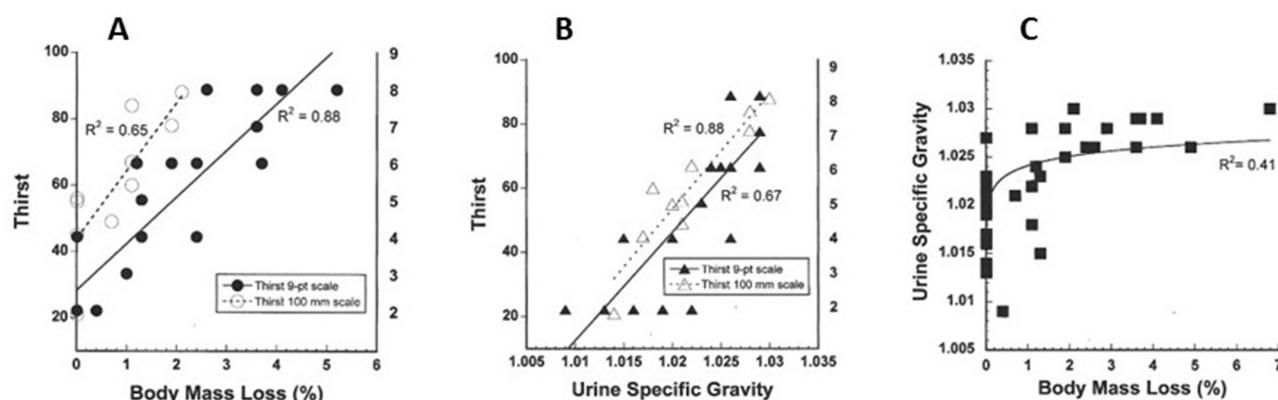 A
B
C
Thirst
100
80
60
40
20
9
8
7
6
5
4
3
2
R² = 0.65
R² = 0.88
Thirst 9-pt scale
Thirst 100 mm scale
0 1 2 3 4 5 6
Body Mass Loss (%)
Thirst
100
80
60
40
20
9
8
7
6
5
4
3
2
R² = 0.88
R² = 0.67
Thirst 9-pt scale
Thirst 100 mm scale
1.005 1.01 1.015 1.02 1.025 1.03 1.035
Urine Specific Gravity
Urine Specific Gravity
1.035
1.03
1.025
1.02
1.015
1.01
1.005
R²= 0.41
0 1 2 3 4 5 6 7
Body Mass Loss (%)